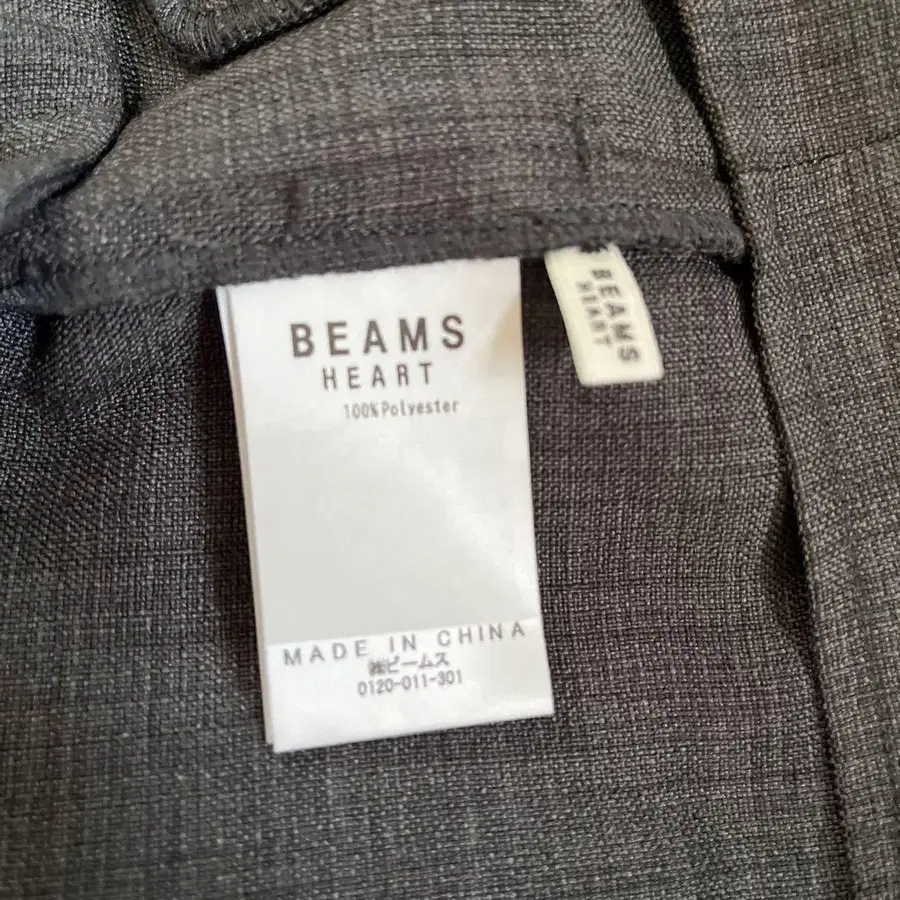 BEAMS
HEART
100%Polyester
MADE IN CHINA
㈱ビームス
0120-011-301
BEAMS
HEART